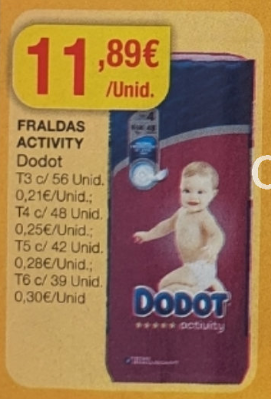 11,89€
/Unid.
FRALDAS
ACTIVITY
Dodot
T3 c/ 56 Unid.
0,21€/Unid.;
T4 c/ 48 Unid.
0,25€/Unid.;
T5 c/ 42 Unid.
0,28€/Unid.;
T6 c/ 39 Unid.
0,30€/Unid
4
DODOT
activity